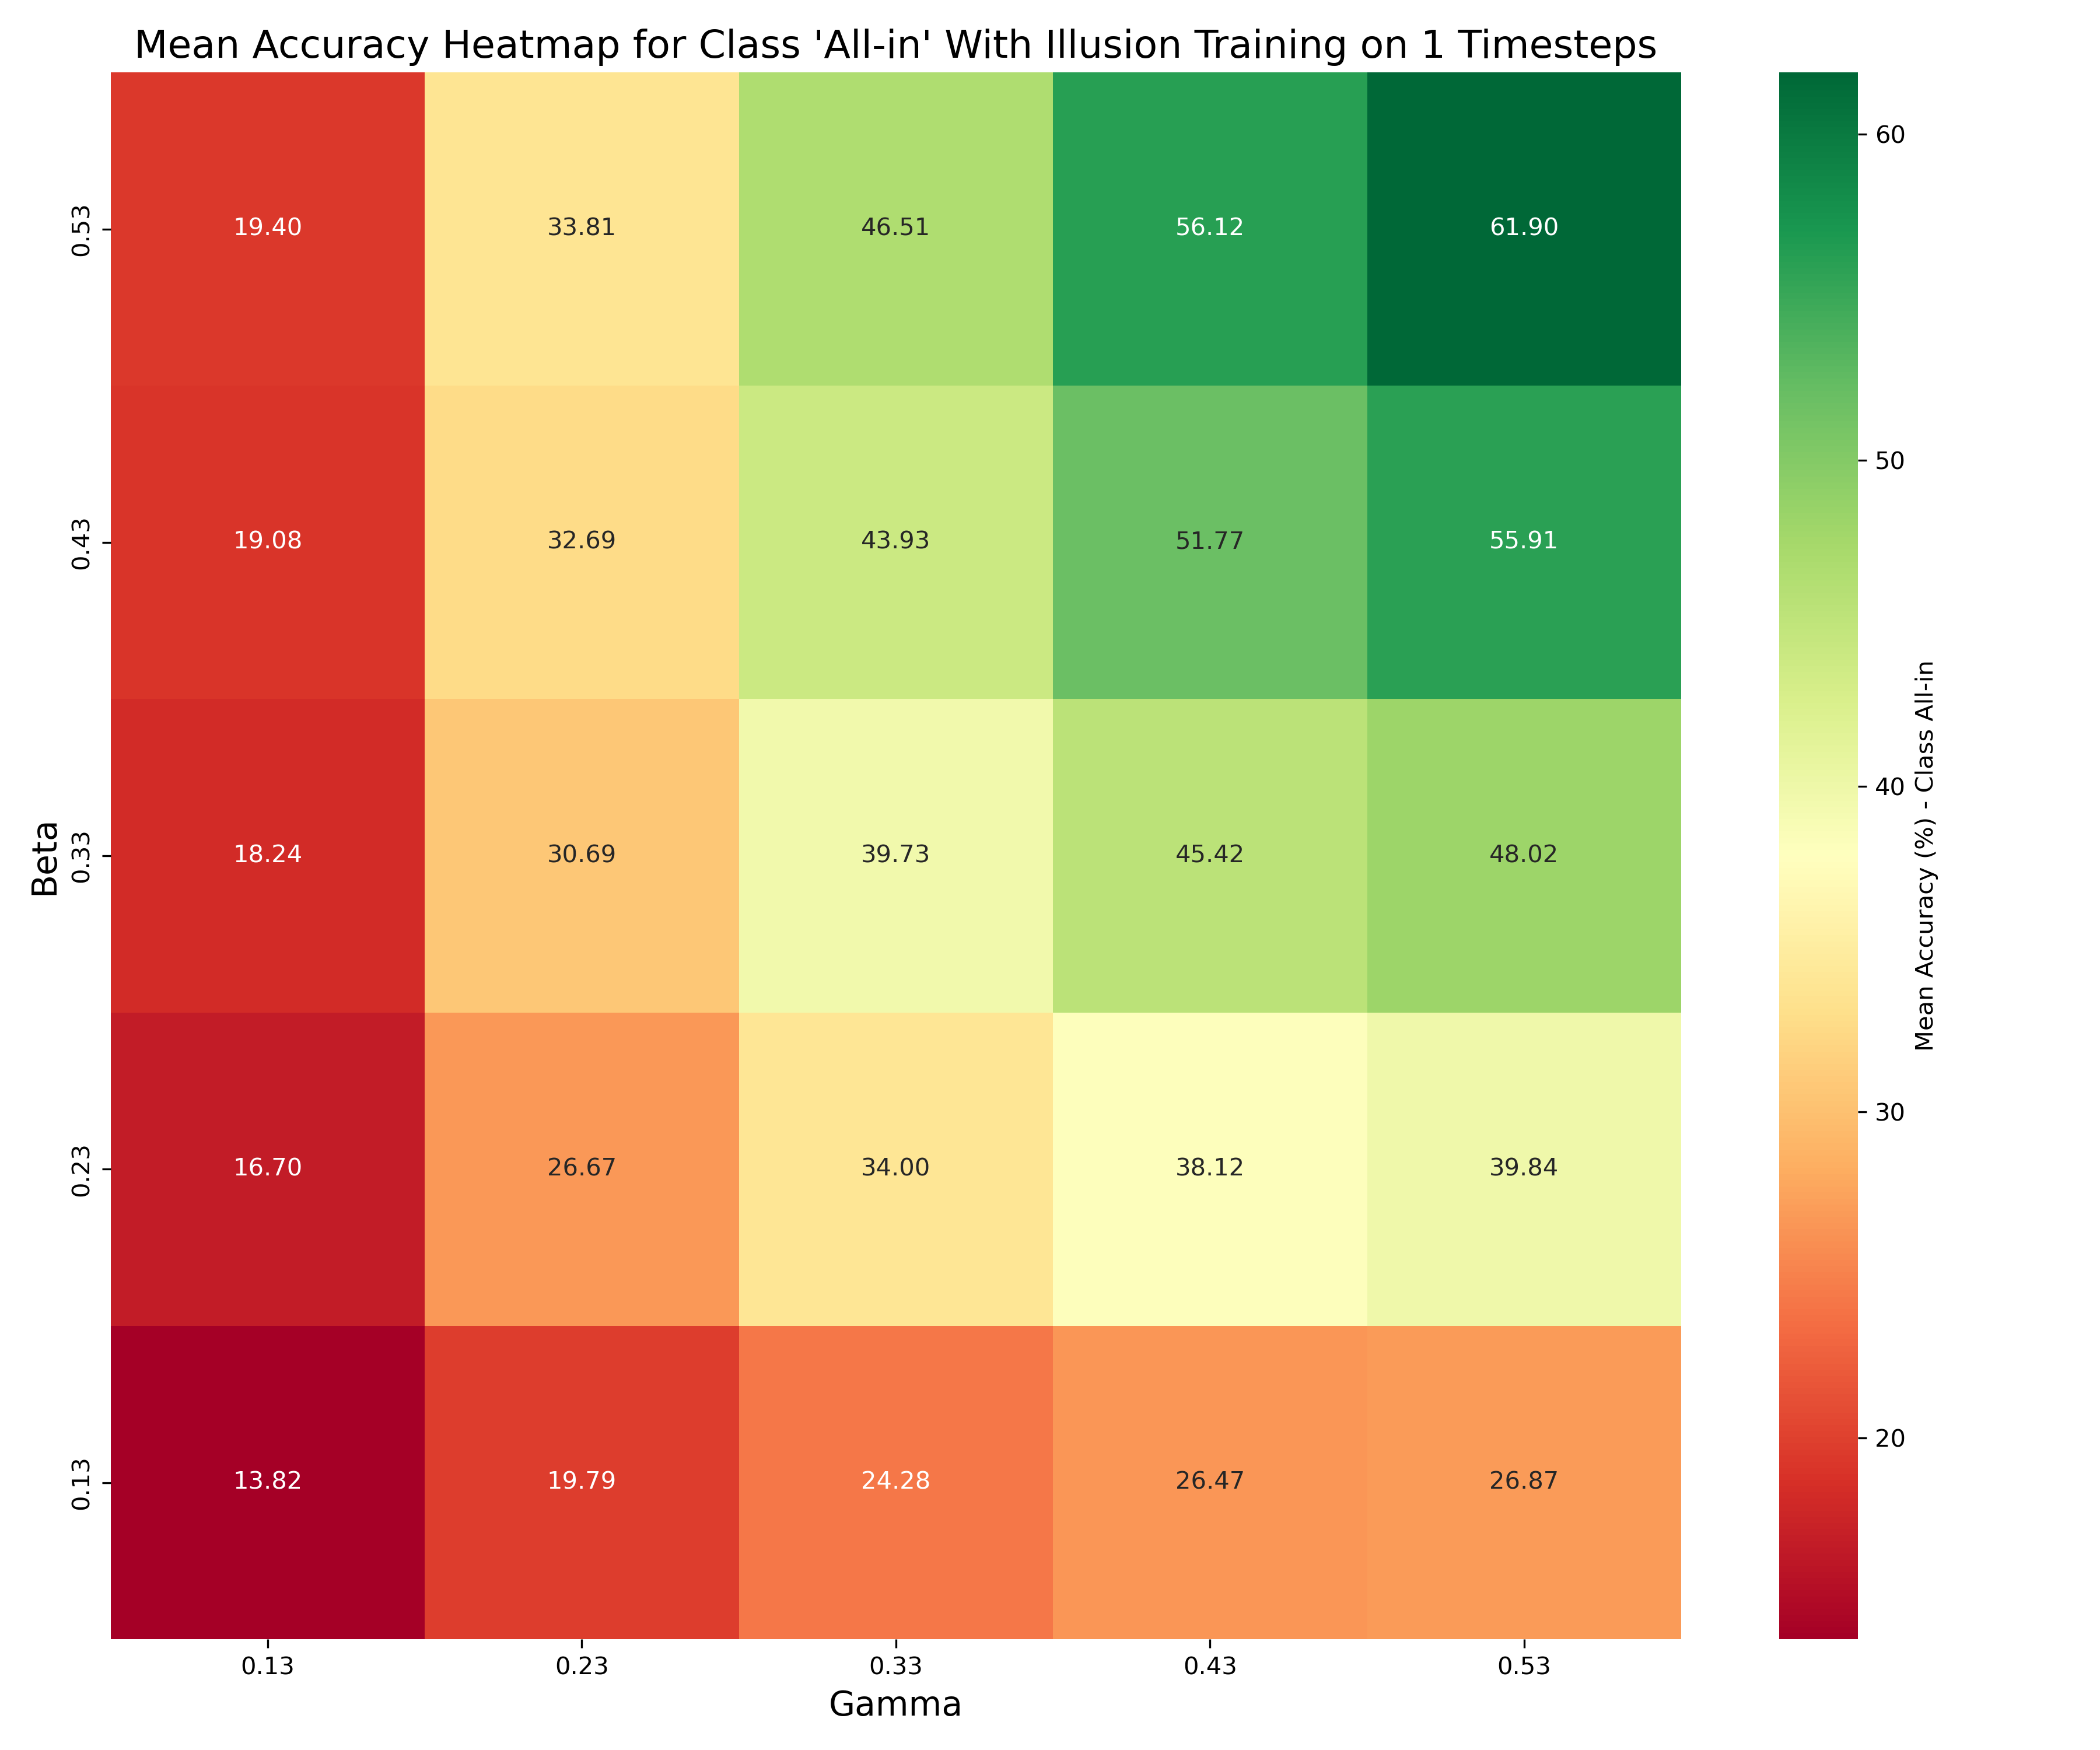 Mean Accuracy Heatmap for Class 'All-in' With Illusion Training on 1 Timesteps
0.53 19.40 33.81 46.51 56.12 61.90
0.43 19.08 32.69 43.93 51.77 55.91
0.33 18.24 30.69 39.73 45.42 48.02
0.23 16.70 26.67 34.00 38.12 39.84
0.13 13.82 19.79 24.28 26.47 26.87
0.13 0.23 0.33 0.43 0.53
Gamma
Beta
60
50
40
30
20
Mean Accuracy (%) - Class All-in